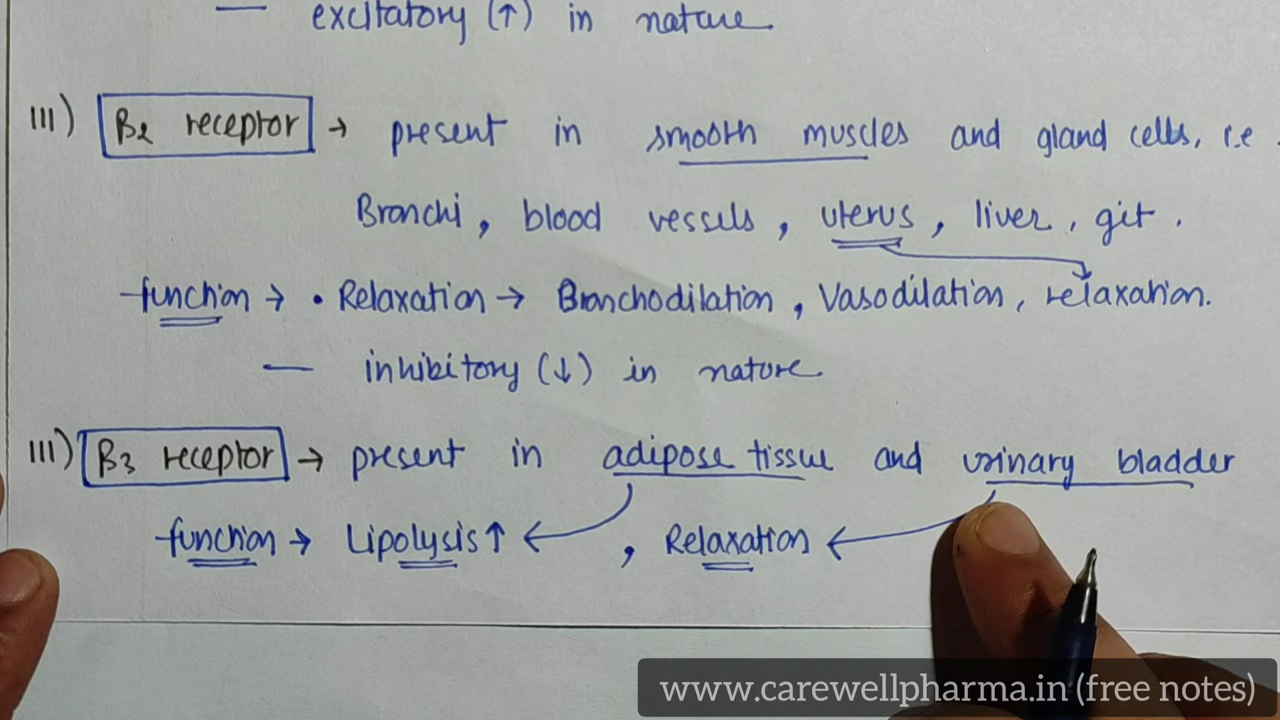 — excitatory (↑) in nature
III) β2 receptor → present in smooth muscles and gland cells, i.e.
Bronchi, blood vessels, uterus, liver, git.
function → • Relaxation → Bronchodilation, Vasodilation, relaxation.
— inhibitory (↓) in nature
III) β3 receptor → present in adipose tissue and urinary bladder
function → Lipolysis↑ ← , Relaxation ←
www.carewellpharma.in (free notes)